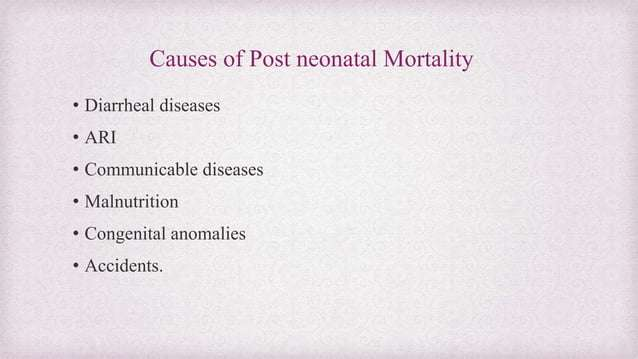 Causes of Post neonatal Mortality
• Diarrheal diseases
• ARI
• Communicable diseases
• Malnutrition
• Congenital anomalies
• Accidents.